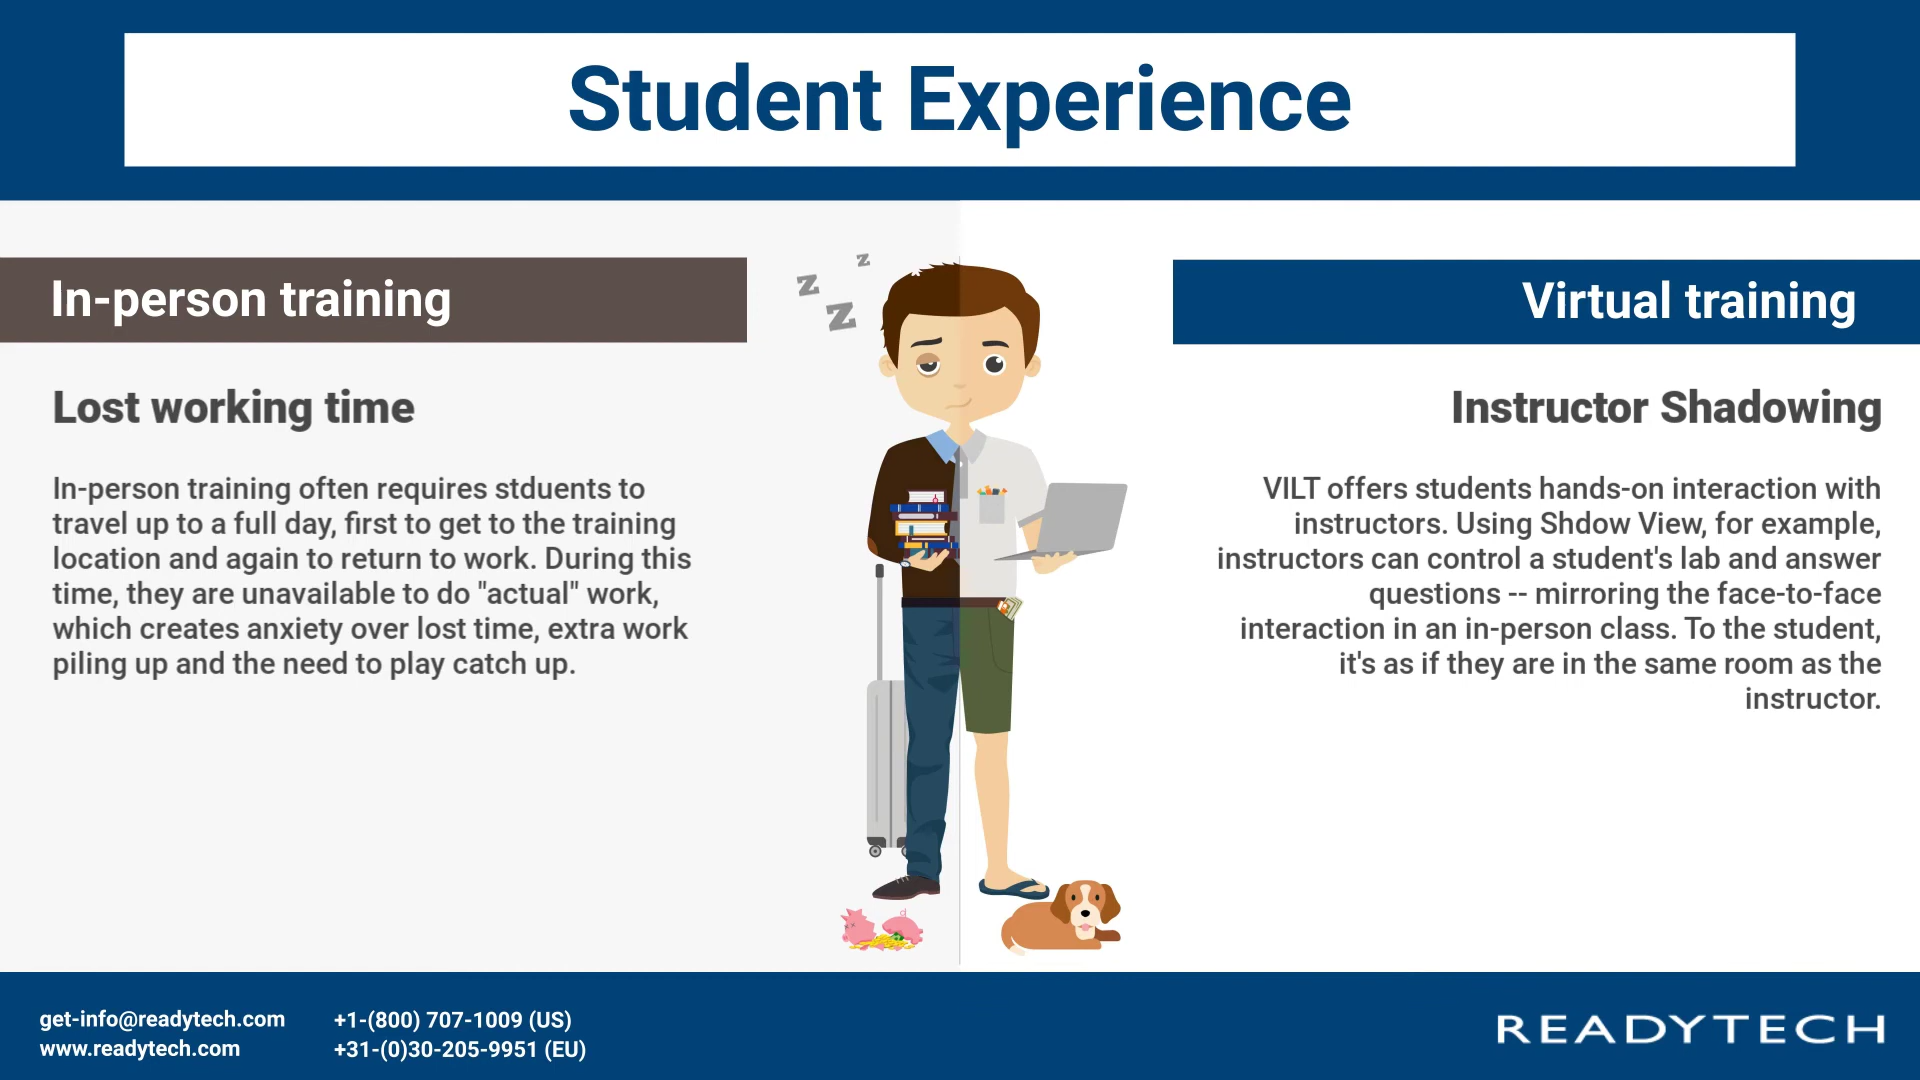 Student Experience
In-person training
Lost working time
In-person training often requires stduents to
travel up to a full day, first to get to the training
location and again to return to work. During this
time, they are unavailable to do "actual" work,
which creates anxiety over lost time, extra work
piling up and the need to play catch up.
z
z
z
Virtual training
Instructor Shadowing
VILT offers students hands-on interaction with
instructors. Using Shdow View, for example,
instructors can control a student's lab and answer
questions -- mirroring the face-to-face
interaction in an in-person class. To the student,
it's as if they are in the same room as the
instructor.
get-info@readytech.com
www.readytech.com
+1-(800) 707-1009 (US)
+31-(0)30-205-9951 (EU)
READYTECH